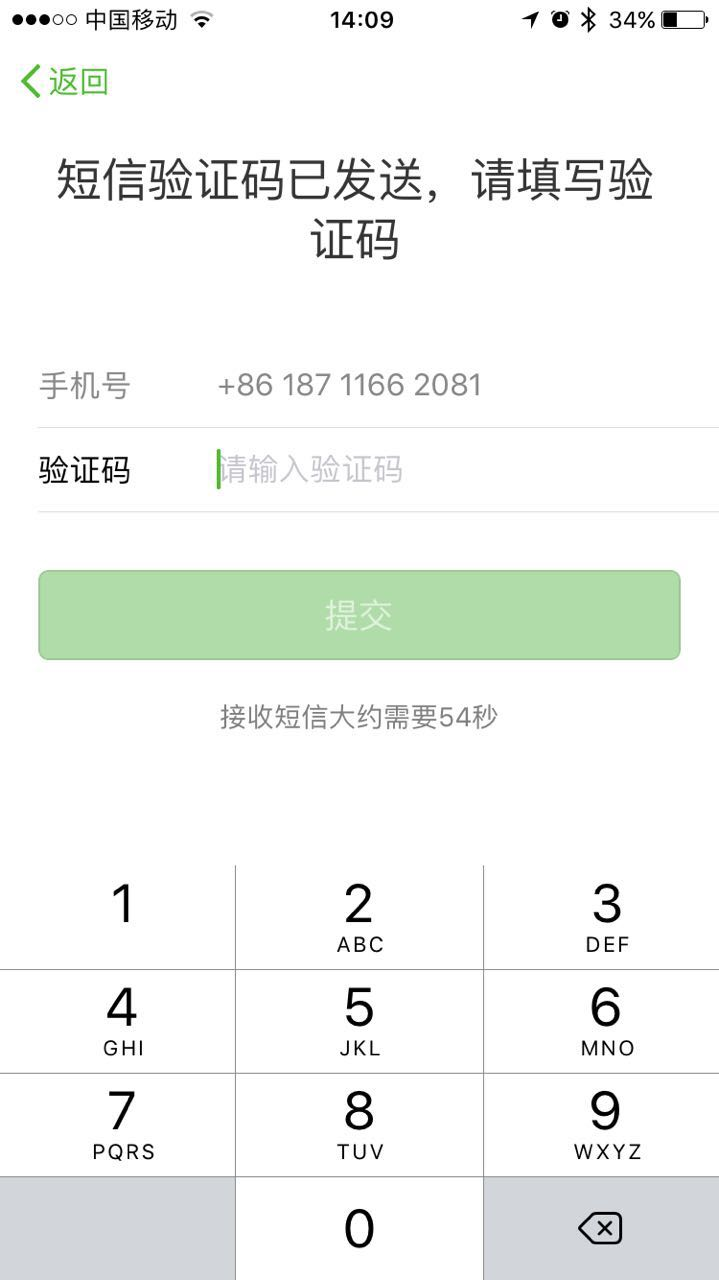 中国移动 14:09 34%
返回
短信验证码已发送，请填写验
证码
手机号 +86 187 1166 2081
验证码 请输入验证码
提交
接收短信大约需要54秒
1 2 3
ABC DEF
4 5 6
GHI JKL MNO
7 8 9
PQRS TUV WXYZ
0